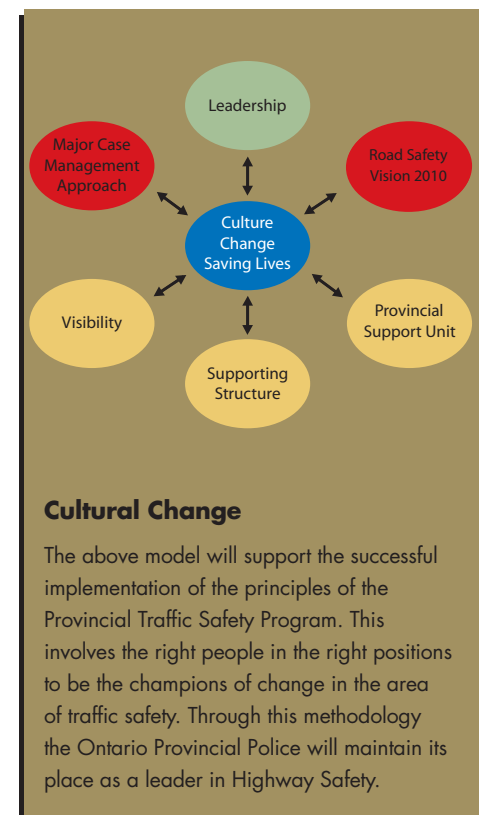 Leadership
Major Case
Management
Approach
Road Safety
Vision 2010
Culture
Change
Saving Lives
Visibility
Provincial
Support Unit
Supporting
Structure
Cultural Change
The above model will support the successful
implementation of the principles of the
Provincial Traffic Safety Program. This
involves the right people in the right positions
to be the champions of change in the area
of traffic safety. Through this methodology
the Ontario Provincial Police will maintain its
place as a leader in Highway Safety.